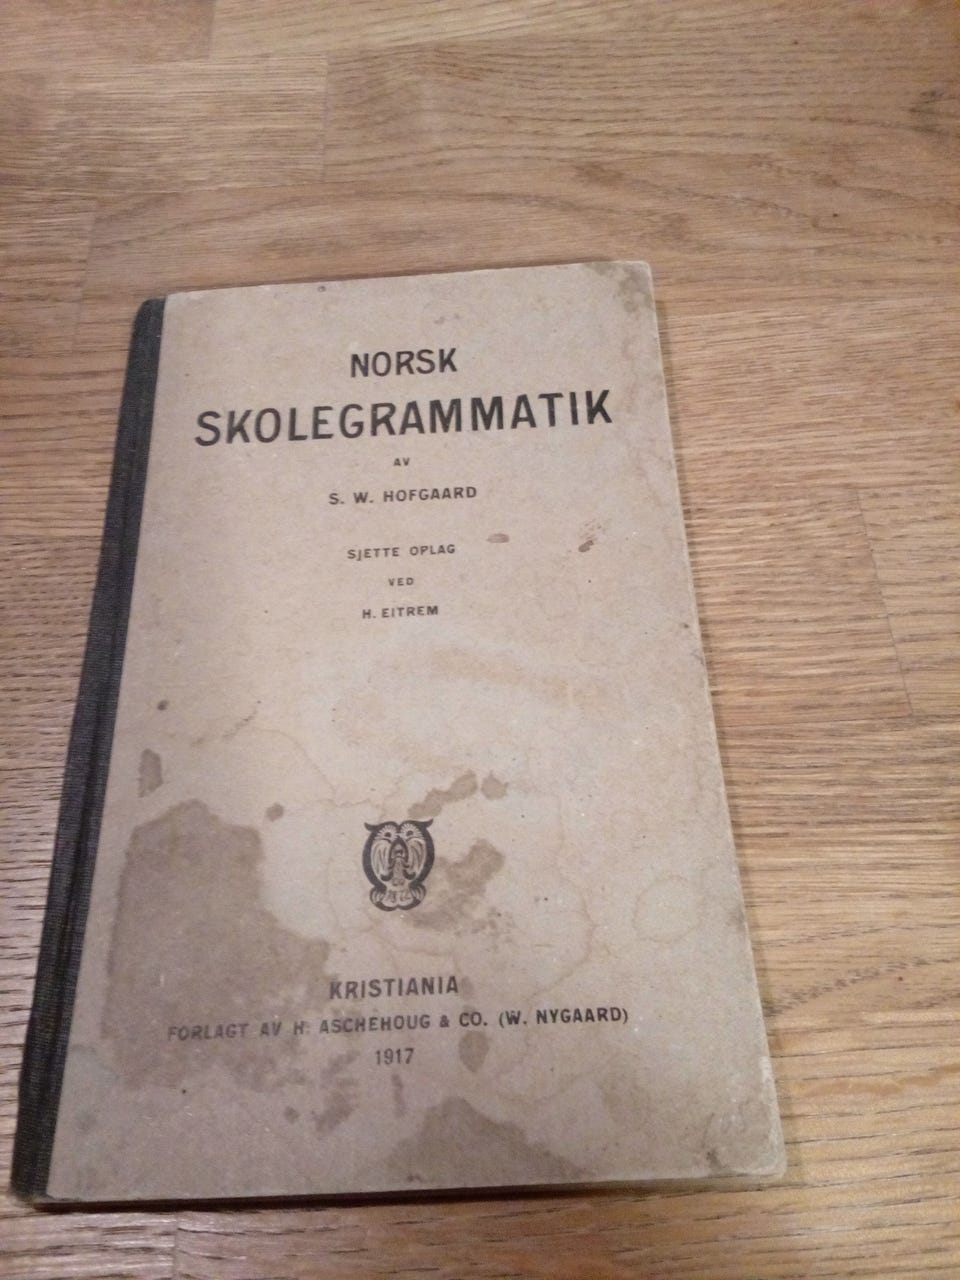 NORSK
SKOLEGRAMMATIK
AV
S. W. HOFGAARD
SJETTE OPLAG
VED
H. EITREM
KRISTIANIA
FORLAGT AV H. ASCHEHOUG & CO. (W. NYGAARD)
1917